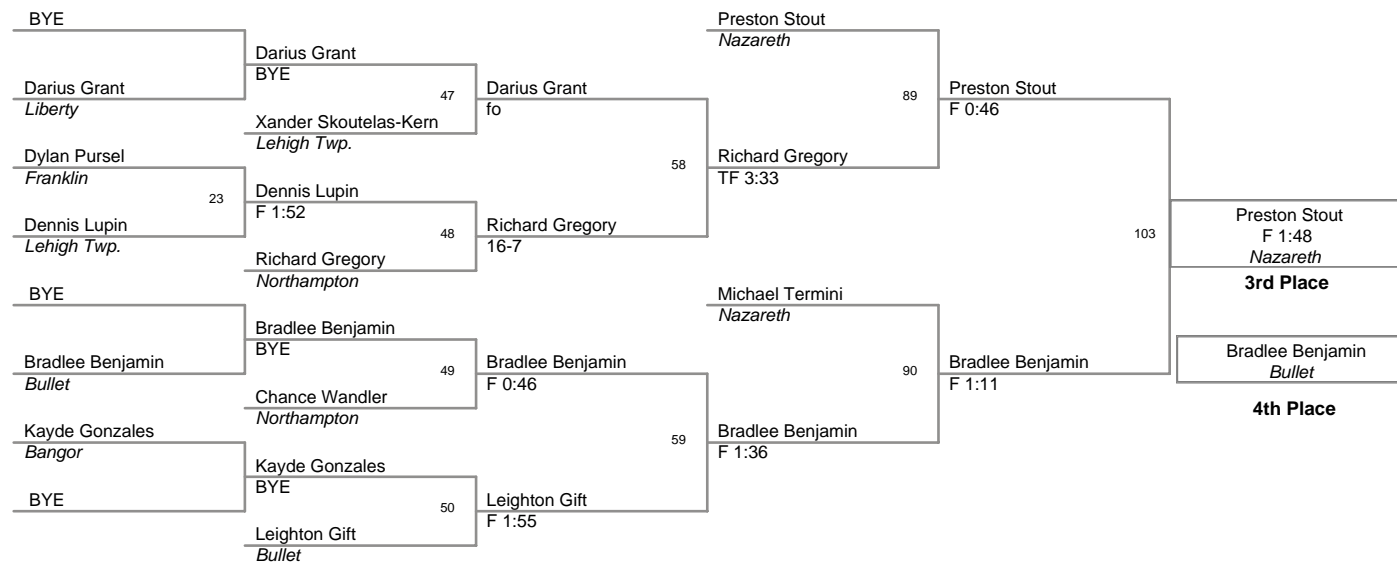 BYE
Darius Grant
Liberty
Dylan Pursel
Franklin
23
Dennis Lupin
Lehigh Twp.
BYE
Bradlee Benjamin
Bullet
Kayde Gonzales
Bangor
BYE
Darius Grant
BYE
47
Xander Skoutelas-Kern
Lehigh Twp.
Dennis Lupin
F 1:52
48
Richard Gregory
Northampton
Bradlee Benjamin
BYE
49
Chance Wandler
Northampton
Kayde Gonzales
BYE
50
Leighton Gift
Bullet
Darius Grant
fo
58
Richard Gregory
16-7
Bradlee Benjamin
F 0:46
59
Leighton Gift
F 1:55
Preston Stout
Nazareth
89
Richard Gregory
TF 3:33
Michael Termini
Nazareth
90
Bradlee Benjamin
F 1:36
Preston Stout
F 0:46
103
Bradlee Benjamin
F 1:11
Preston Stout
F 1:48
Nazareth
3rd Place
Bradlee Benjamin
Bullet
4th Place